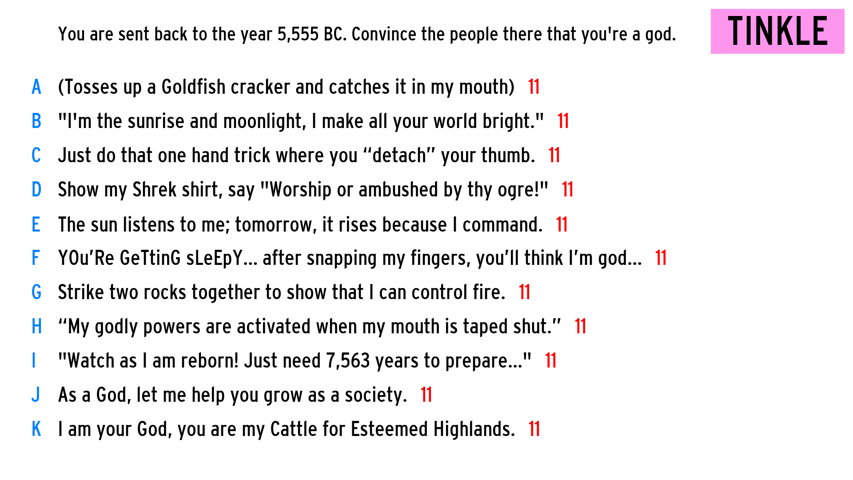 You are sent back to the year 5,555 BC. Convince the people there that you're a god.
TINKLE
A (Tosses up a Goldfish cracker and catches it in my mouth) 11
B "I'm the sunrise and moonlight, I make all your world bright." 11
C Just do that one hand trick where you “detach” your thumb. 11
D Show my Shrek shirt, say "Worship or ambushed by thy ogre!" 11
E The sun listens to me; tomorrow, it rises because I command. 11
F YOu’Re GeTtinG sLeEpY... after snapping my fingers, you’ll think I’m god... 11
G Strike two rocks together to show that I can control fire. 11
H “My godly powers are activated when my mouth is taped shut.” 11
I "Watch as I am reborn! Just need 7,563 years to prepare..." 11
J As a God, let me help you grow as a society. 11
K I am your God, you are my Cattle for Esteemed Highlands. 11